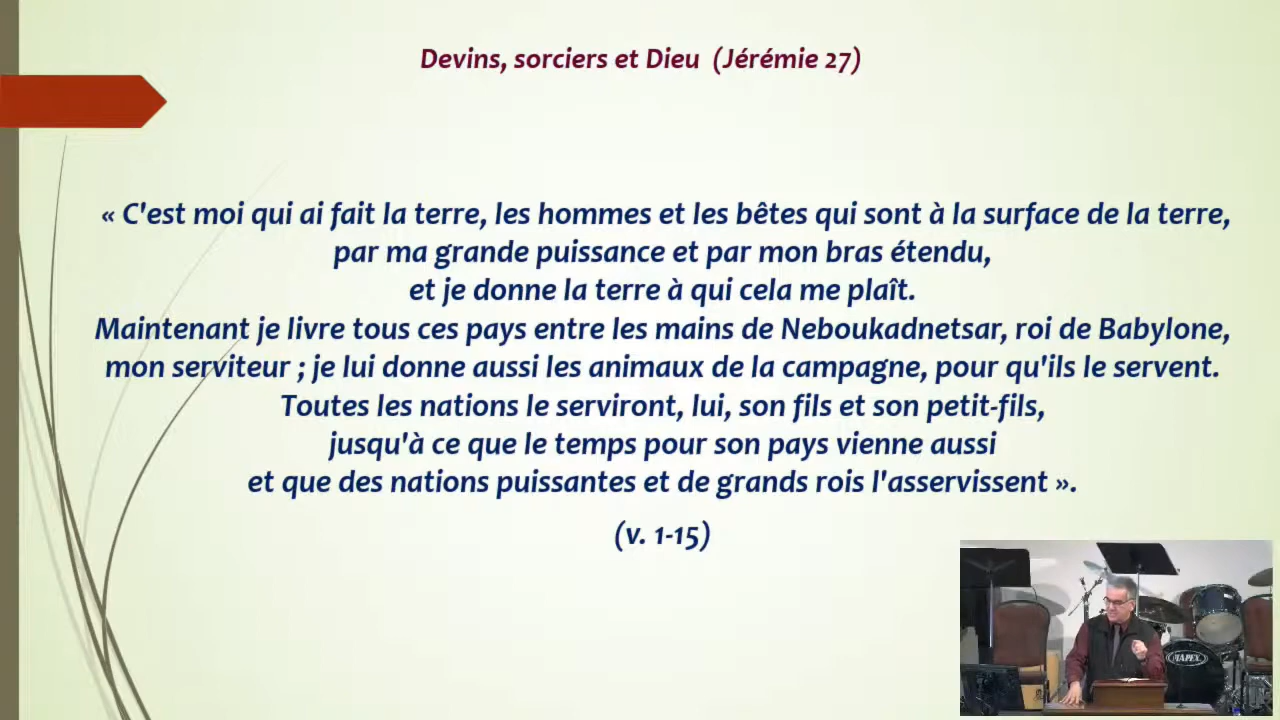 Devins, sorciers et Dieu (Jérémie 27)
« C'est moi qui ai fait la terre, les hommes et les bêtes qui sont à la surface de la terre,
par ma grande puissance et par mon bras étendu,
et je donne la terre à qui cela me plaît.
Maintenant je livre tous ces pays entre les mains de Neboukadnetsar, roi de Babylone,
mon serviteur ; je lui donne aussi les animaux de la campagne, pour qu'ils le servent.
Toutes les nations le serviront, lui, son fils et son petit-fils,
jusqu'à ce que le temps pour son pays vienne aussi
et que des nations puissantes et de grands rois l'asservissent ».
(v. 1-15)
MAPEX